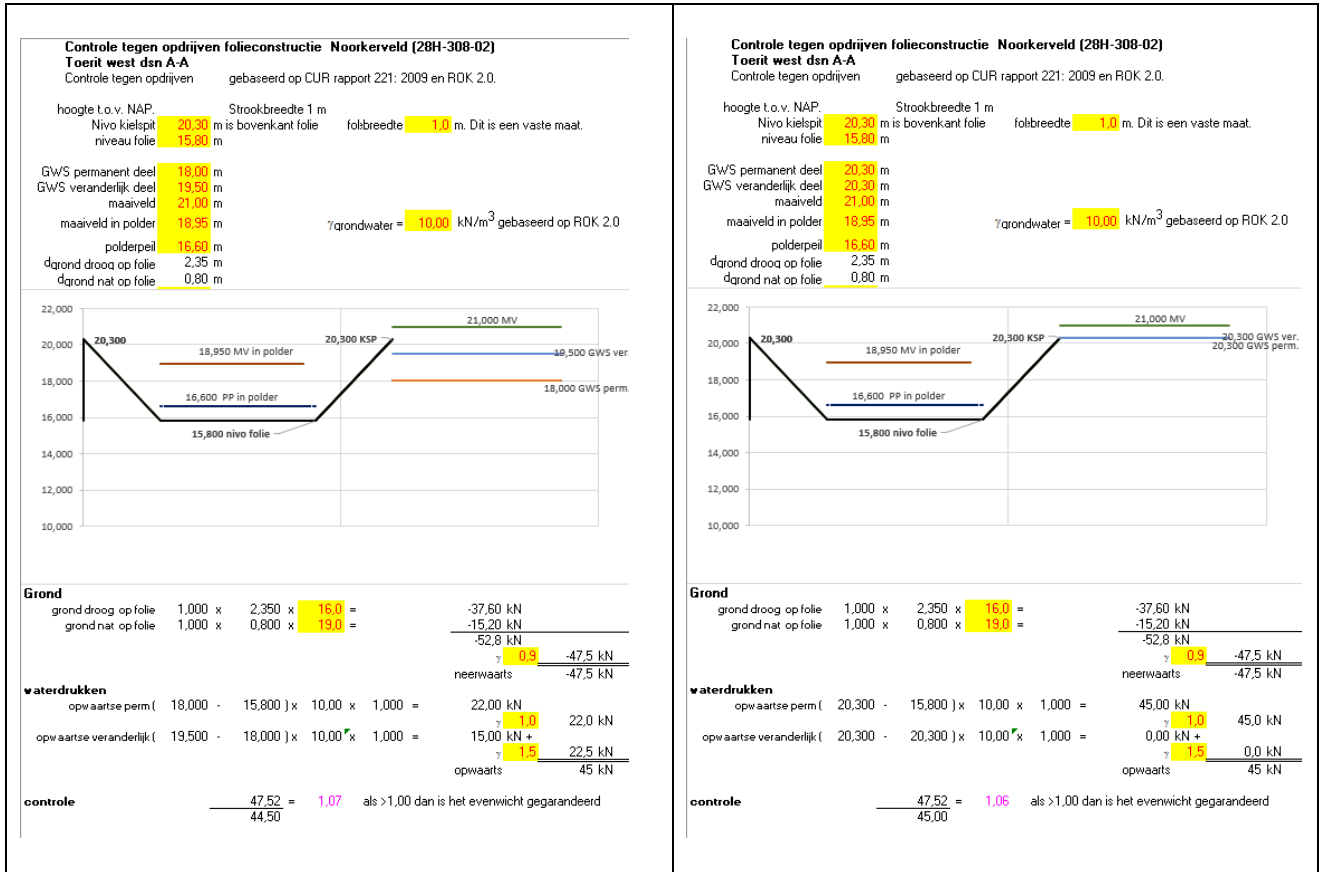 Controle tegen opdrijven folieconstructie Noorkerveld (28H-308-02)
Toerit west dsn A-A
Controle tegen opdrijven gebaseerd op CUR rapport 221: 2009 en ROK 2.0.
hoogte t.o.v. NAP. Strookbreedte 1 m
Nivo kielspit 20,30 m is bovenkant folie foliebreedte 1,0 m. Dit is een vaste maat.
niveau folie 15,80 m
GWS permanent deel 18,00 m
GWS veranderlijk deel 19,50 m
maaiveld 21,00 m
maaiveld in polder 18,95 m γgrondwater = 10,00 kN/m3 gebaseerd op ROK 2.0
polderpeil 16,60 m
dgrond droog op folie 2,35 m
dgrond nat op folie 0,80 m
22,000
20,000
18,000
16,000
14,000
12,000
10,000
20,300
21,000 MV
20,300 KSP
19,500 GWS ver.
18,950 MV in polder
18,000 GWS perm.
16,600 PP in polder
15,800 nivo folie
Grond
grond droog op folie 1,000 x 2,350 x 16,0 = -37,60 kN
grond nat op folie 1,000 x 0,800 x 19,0 = -15,20 kN
-52,8 kN
γ 0,9 -47,5 kN
neerwaarts -47,5 kN
waterdrukken
opwaartse perm ( 18,000 - 15,800 ) x 10,00 x 1,000 = 22,00 kN
γ 1,0 22,0 kN
opwaartse veranderlijk ( 19,500 - 18,000 ) x 10,00 x 1,000 = 15,00 kN +
γ 1,5 22,5 kN
opwaarts 45 kN
controle 47,52 = 1,07 als >1,00 dan is het evenwicht gegarandeerd
44,50
Controle tegen opdrijven folieconstructie Noorkerveld (28H-308-02)
Toerit west dsn A-A
Controle tegen opdrijven gebaseerd op CUR rapport 221: 2009 en ROK 2.0.
hoogte t.o.v. NAP. Strookbreedte 1 m
Nivo kielspit 20,30 m is bovenkant folie foliebreedte 1,0 m. Dit is een vaste maat.
niveau folie 15,80 m
GWS permanent deel 20,30 m
GWS veranderlijk deel 20,30 m
maaiveld 21,00 m
maaiveld in polder 18,95 m γgrondwater = 10,00 kN/m3 gebaseerd op ROK 2.0
polderpeil 16,60 m
dgrond droog op folie 2,35 m
dgrond nat op folie 0,80 m
22,000
20,000
18,000
16,000
14,000
12,000
10,000
20,300
21,000 MV
20,300 KSP
20,300 GWS ver.
20,300 GWS perm.
18,950 MV in polder
16,600 PP in polder
15,800 nivo folie
Grond
grond droog op folie 1,000 x 2,350 x 16,0 = -37,60 kN
grond nat op folie 1,000 x 0,800 x 19,0 = -15,20 kN
-52,8 kN
γ 0,9 -47,5 kN
neerwaarts -47,5 kN
waterdrukken
opwaartse perm ( 20,300 - 15,800 ) x 10,00 x 1,000 = 45,00 kN
γ 1,0 45,0 kN
opwaartse veranderlijk ( 20,300 - 20,300 ) x 10,00 x 1,000 = 0,00 kN +
γ 1,5 0,0 kN
opwaarts 45 kN
controle 47,52 = 1,06 als >1,00 dan is het evenwicht gegarandeerd
45,00